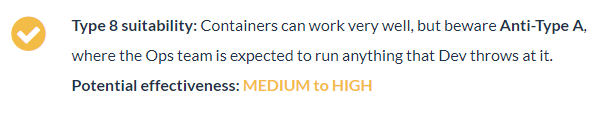 Type 8 suitability: Containers can work very well, but beware Anti-Type A,
where the Ops team is expected to run anything that Dev throws at it.
Potential effectiveness: MEDIUM to HIGH